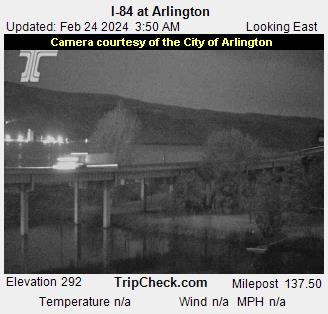 I-84 at Arlington
Updated: Feb 24 2024 3:50 AM Looking East
Camera courtesy of the City of Arlington
Elevation 292 TripCheck.com Milepost 137.50
Temperature n/a Wind n/a MPH n/a